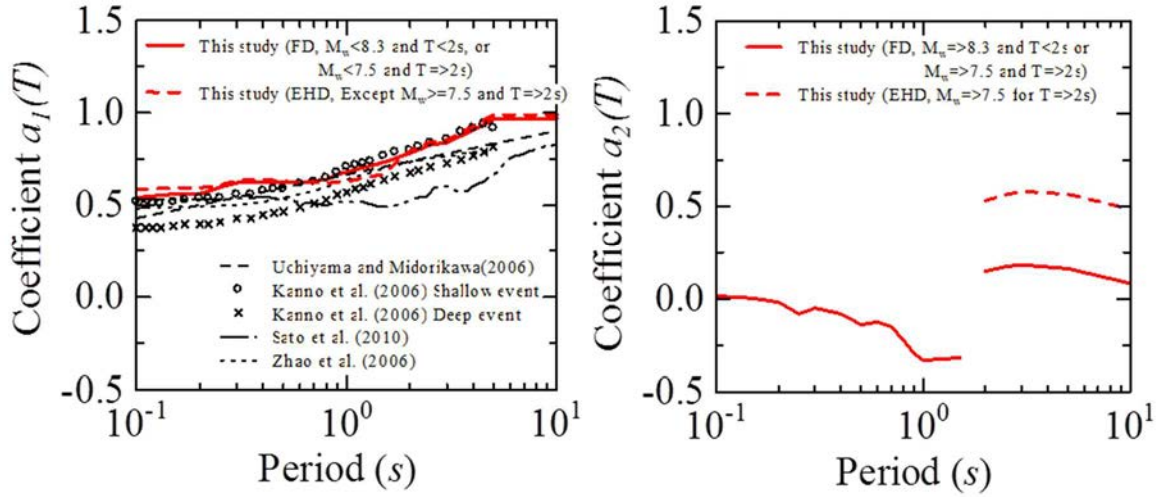 1.5
This study (FD, Mw<8.3 and T<2s, or
Mw<7.5 and T=>2s)
This study (EHD, Except Mw>=7.5 and T=>2s)
1.0
0.5
0.0
-0.5
Coefficient a1(T)
Uchiyama and Midorikawa(2006)
Kanno et al. (2006) Shallow event
Kanno et al. (2006) Deep event
Sato et al. (2010)
Zhao et al. (2006)
10-1
100
101
Period (s)
1.5
This study (FD, Mw=>8.3 and T<2s or
Mw=>7.5 and T=>2s)
This study (EHD, Mw=>7.5 for T=>2s)
1.0
0.5
0.0
-0.5
Coefficient a2(T)
10-1
100
101
Period (s)